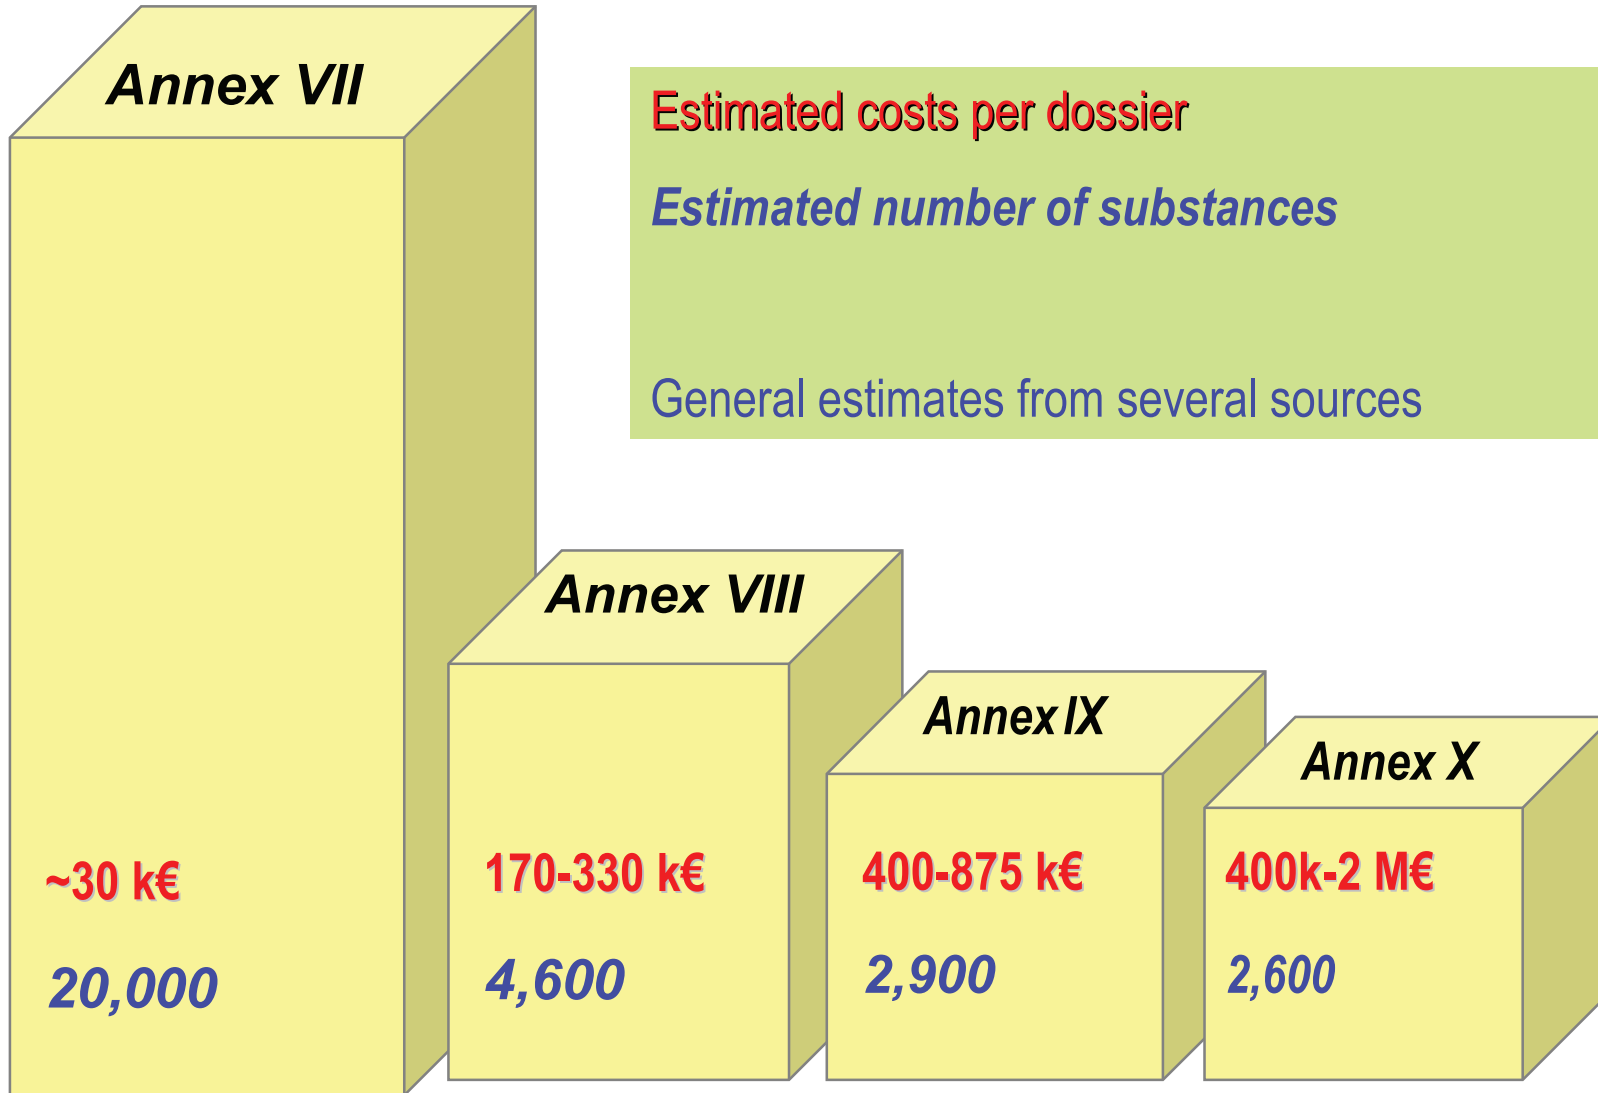 Annex VII
Estimated costs per dossier
Estimated number of substances
General estimates from several sources
Annex VIII
Annex IX
Annex X
~30 k€
170-330 k€
400-875 k€
400k-2 M€
20,000
4,600
2,900
2,600